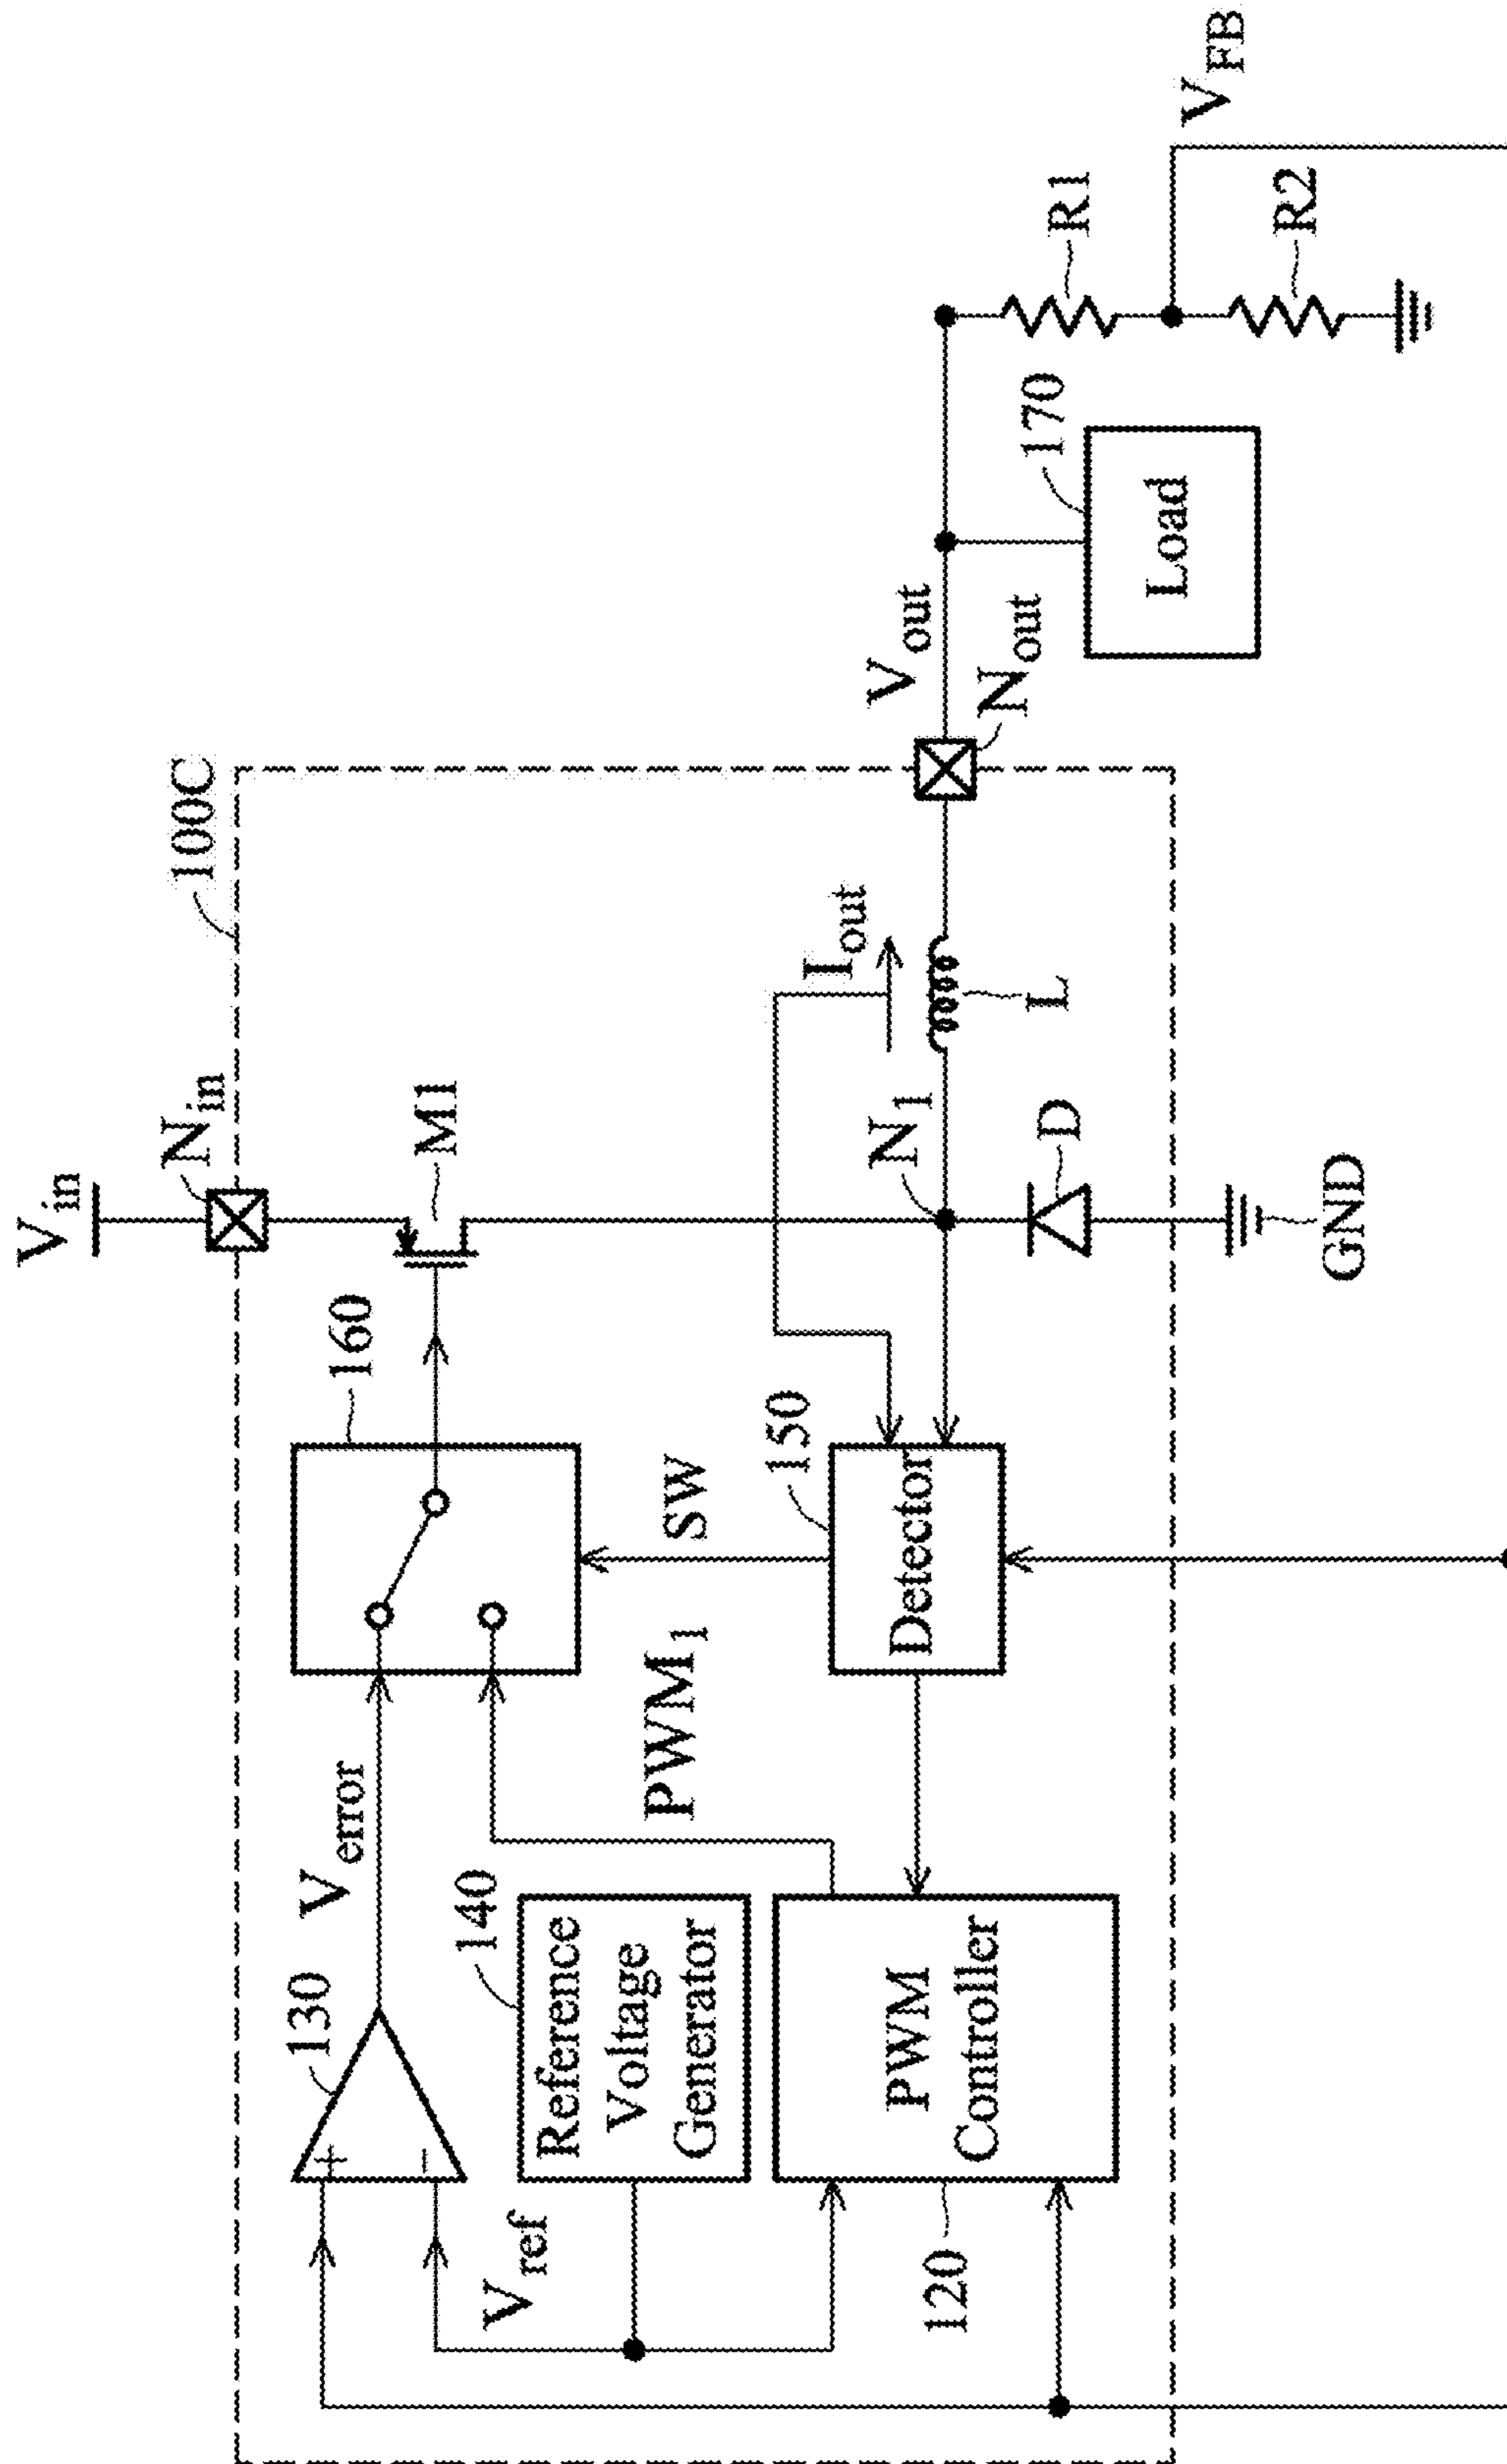 V_in
N_in
100C
130
V_error
160
M1
+
−
V_ref
140
Reference
Voltage
Generator
PWM_1
SW
150
I_out
V_out
N_1
L
N_out
170
R1
V_FB
120
PWM
Controller
Detector
D
Load
R2
GND